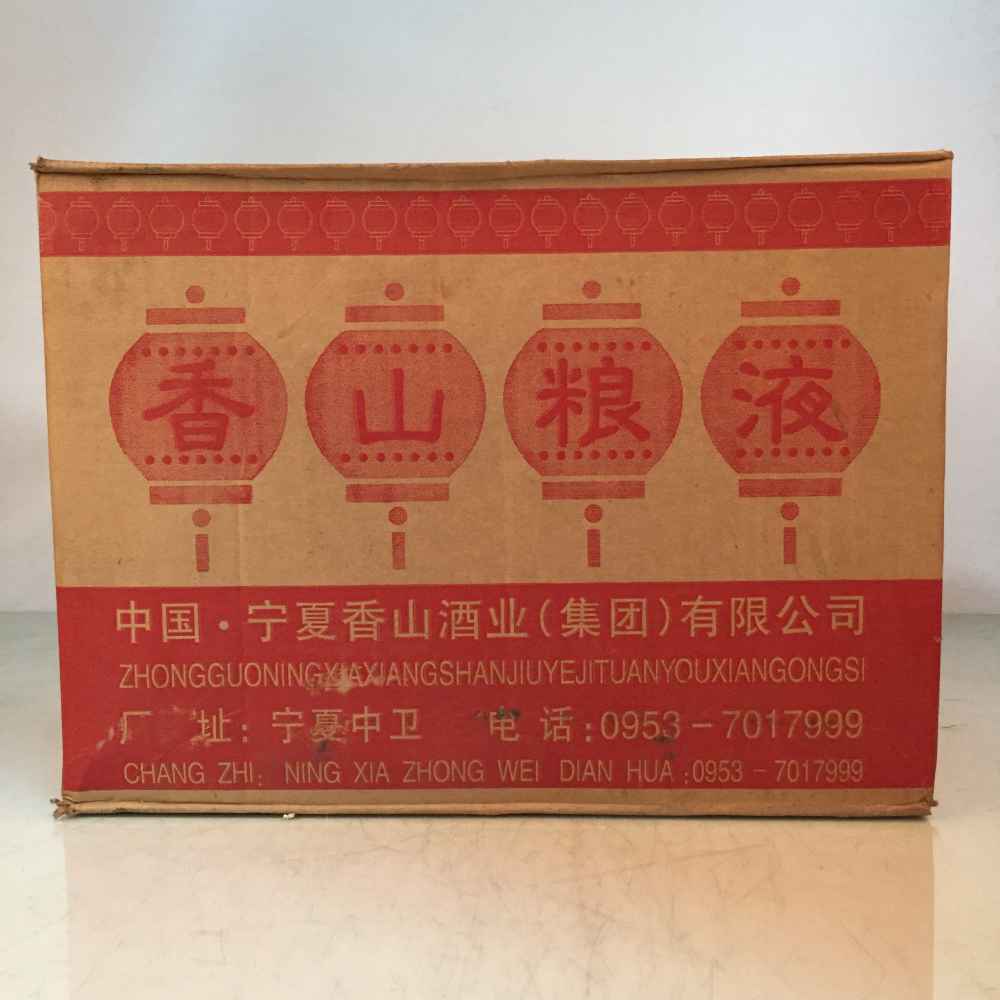 香山粮液
中国·宁夏香山酒业(集团)有限公司
ZHONGGUONINGXIAXIANGSHANJIUYEJITUANYOUXIANGONGSI
厂 址: 宁夏中卫 电 话:0953-7017999
CHANG ZHI: NING XIA ZHONG WEI DIAN HUA:0953-7017999